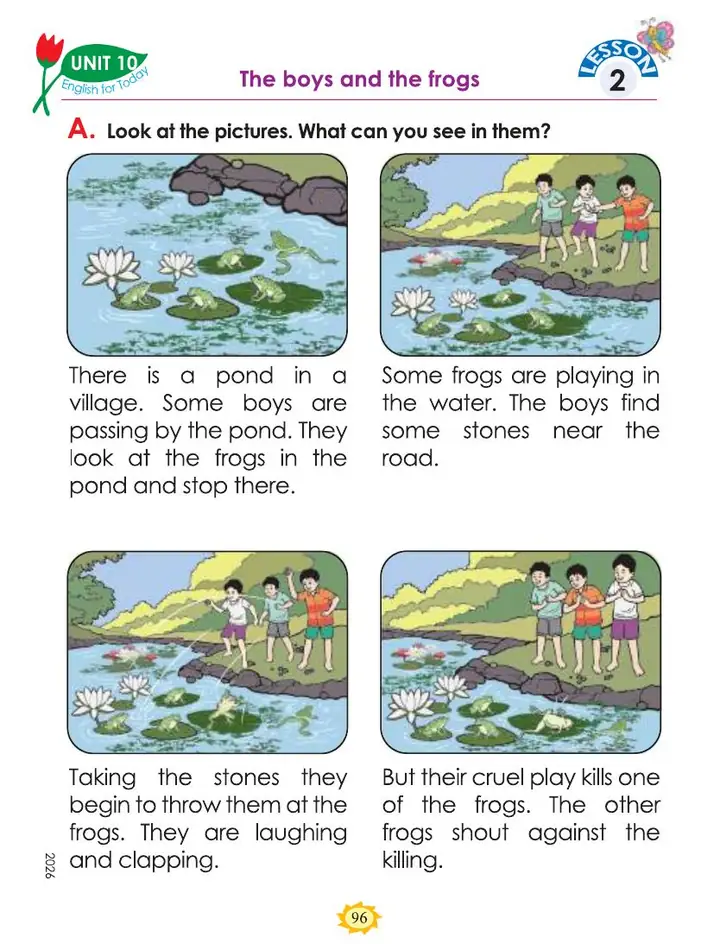 UNIT 10
English for Today
The boys and the frogs
LESSON
2
A. Look at the pictures. What can you see in them?
There is a pond in a
village. Some boys are
passing by the pond. They
look at the frogs in the
pond and stop there.
Some frogs are playing in
the water. The boys find
some stones near the
road.
Taking the stones they
begin to throw them at the
frogs. They are laughing
and clapping.
But their cruel play kills one
of the frogs. The other
frogs shout against the
killing.
2026
96